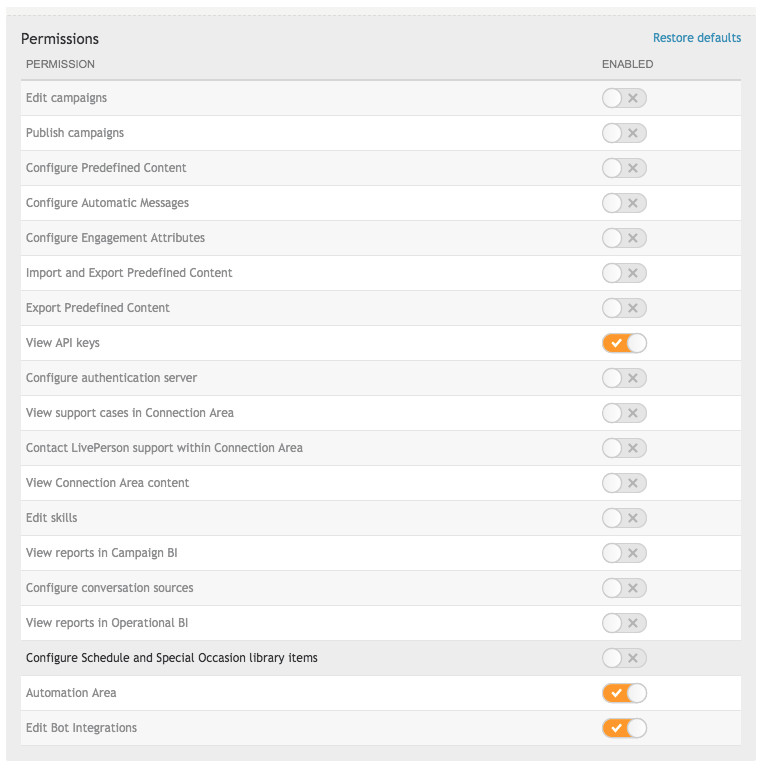 Permissions
Restore defaults
PERMISSION ENABLED
Edit campaigns
Publish campaigns
Configure Predefined Content
Configure Automatic Messages
Configure Engagement Attributes
Import and Export Predefined Content
Export Predefined Content
View API keys
Configure authentication server
View support cases in Connection Area
Contact LivePerson support within Connection Area
View Connection Area content
Edit skills
View reports in Campaign BI
Configure conversation sources
View reports in Operational BI
Configure Schedule and Special Occasion library items
Automation Area
Edit Bot Integrations